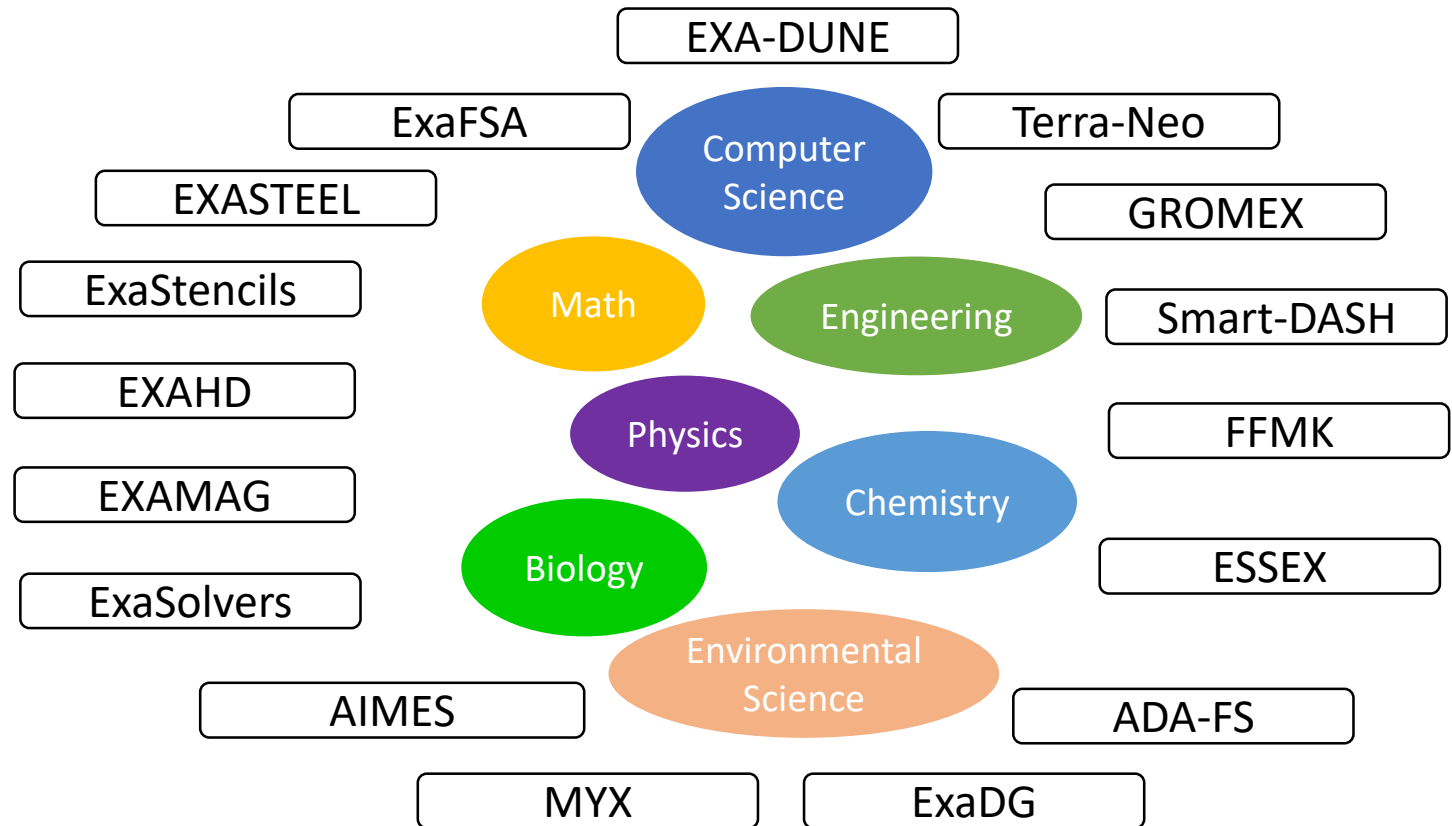 EXA-DUNE
ExaFSA
Terra-Neo
Computer
Science
EXASTEEL
GROMEX
ExaStencils
Math
Engineering
Smart-DASH
EXAHD
Physics
FFMK
EXAMAG
Chemistry
Biology
ESSEX
ExaSolvers
Environmental
Science
AIMES
ADA-FS
MYX
ExaDG